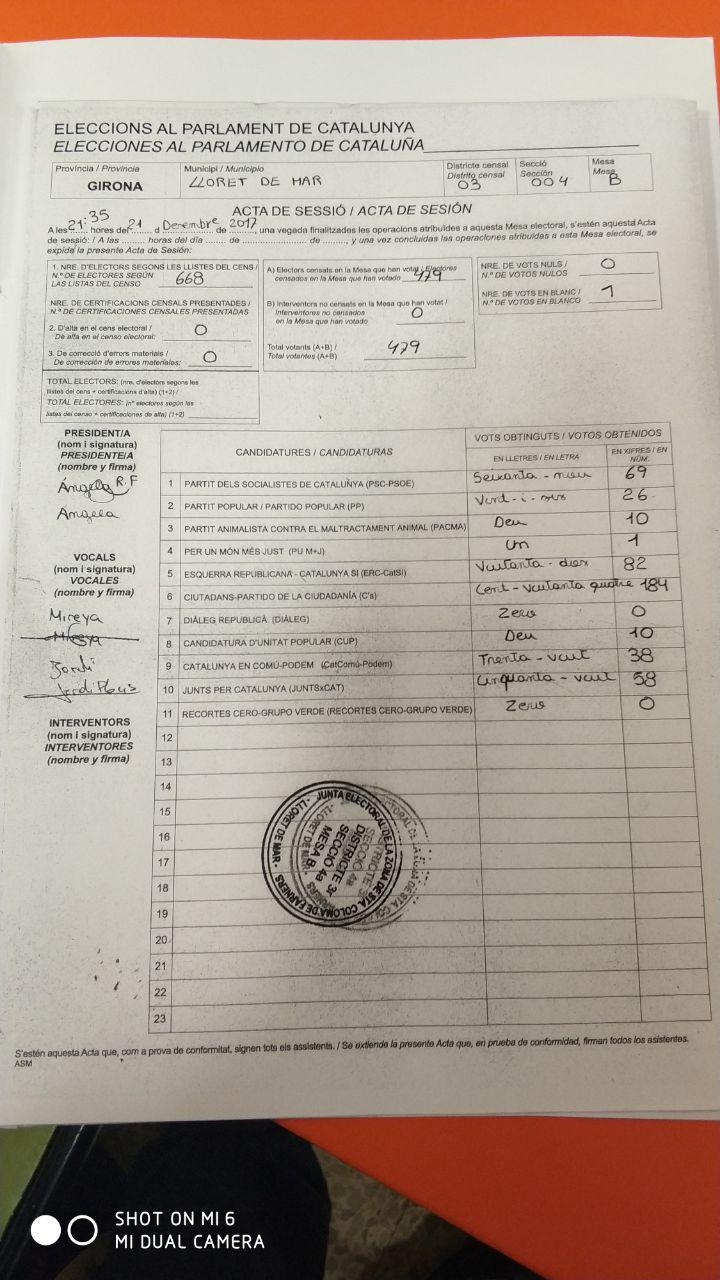 ELECCIONS AL PARLAMENT DE CATALUNYA
ELECCIONES AL PARLAMENTO DE CATALUÑA
Província / Provincia
GIRONA
Municipi / Municipio
LLORET DE MAR
Districte censal
Distrito censal
03
Secció
Sección
004
Mesa
Mesa
B
ACTA DE SESSIÓ / ACTA DE SESIÓN
A les 21:35 hores del 21 d Desembre de 2017, una vegada finalitzades les operacions atribuïdes a aquesta Mesa electoral, s'estén aquesta Acta
de sessió: / A las ......... horas del día ....... de ................. de ........, y una vez concluidas las operaciones atribuidas a esta Mesa electoral, se
expide la presente Acta de Sesión:
1. NRE. D'ELECTORS SEGONS LES LLISTES DEL CENS /
N.º DE ELECTORES SEGÚN
LAS LISTAS DEL CENSO
668
NRE. DE CERTIFICACIONS CENSALS PRESENTADES /
N.º DE CERTIFICACIONES CENSALES PRESENTADAS
2. D'alta en el cens electoral /
De alta en el censo electoral:
0
3. De correcció d'errors materials /
De corrección de errores materiales:
0
TOTAL ELECTORS: (nre. d'electors segons les
llistes del cens + certificacions d'alta) (1+2) /
TOTAL ELECTORES: (nº electores según las
listas del censo + certificaciones de alta) (1+2)
A) Electors censats en la Mesa que han votat / Electores
censados en la Mesa que han votado
479
B) Interventors no censats en la Mesa que han votat /
Interventores no censados
en la Mesa que han votado
0
Total votants (A+B) /
Total votantes (A+B)
479
NRE. DE VOTS NULS /
N.º DE VOTOS NULOS
0
NRE. DE VOTS EN BLANC /
N.º DE VOTOS EN BLANCO
1
PRESIDENT/A
(nom i signatura)
PRESIDENTE/A
(nombre y firma)
Ángela R.F
Ángela
VOCALS
(nom i signatura)
VOCALES
(nombre y firma)
Mireya
Mireya
Jordi
INTERVENTORS
(nom i signatura)
INTERVENTORES
(nombre y firma)
CANDIDATURES / CANDIDATURAS
VOTS OBTINGUTS / VOTOS OBTENIDOS
EN LLETRES / EN LETRA
EN XIFRES / EN
NÚM.
1 PARTIT DELS SOCIALISTES DE CATALUÑYA (PSC-PSOE) Seixanta-nou 69
2 PARTIT POPULAR / PARTIDO POPULAR (PP) Vint-i-sis 26
3 PARTIT ANIMALISTA CONTRA EL MALTRACTAMENT ANIMAL (PACMA) Deu 10
4 PER UN MÓN MÉS JUST (PU M+J) Un 1
5 ESQUERRA REPUBLICANA - CATALUNYA SI (ERC-CatSí) Vuitanta-dos 82
6 CIUTADANS-PARTIDO DE LA CIUDADANÍA (C's) Cent-vuitanta quatre 184
7 DIÀLEG REPUBLICÀ (DIÀLEG) Zero 0
8 CANDIDATURA D'UNITAT POPULAR (CUP) Deu 10
9 CATALUNYA EN COMÚ-PODEM (CatComú-Podem) Trenta-vuit 38
10 JUNTS PER CATALUNYA (JUNTSxCAT) Cinquanta-vuit 58
11 RECORTES CERO-GRUPO VERDE (RECORTES CERO-GRUPO VERDE) Zero 0
12
13
14
15
16
17
18
19
20
21
22
23
JUNTA ELECTORAL DE LA ZONA DE STA. COLOMA DE FARNERS
- LLORET DE MAR -
DISTRICTE 3r
SECCIÓ 4a
MESA B
S'estén aquesta Acta que, com a prova de conformitat, signen tots els assistents. / Se extiende la presente Acta que, en prueba de conformidad, firman todos los asistentes.
ASM
SHOT ON MI 6
MI DUAL CAMERA